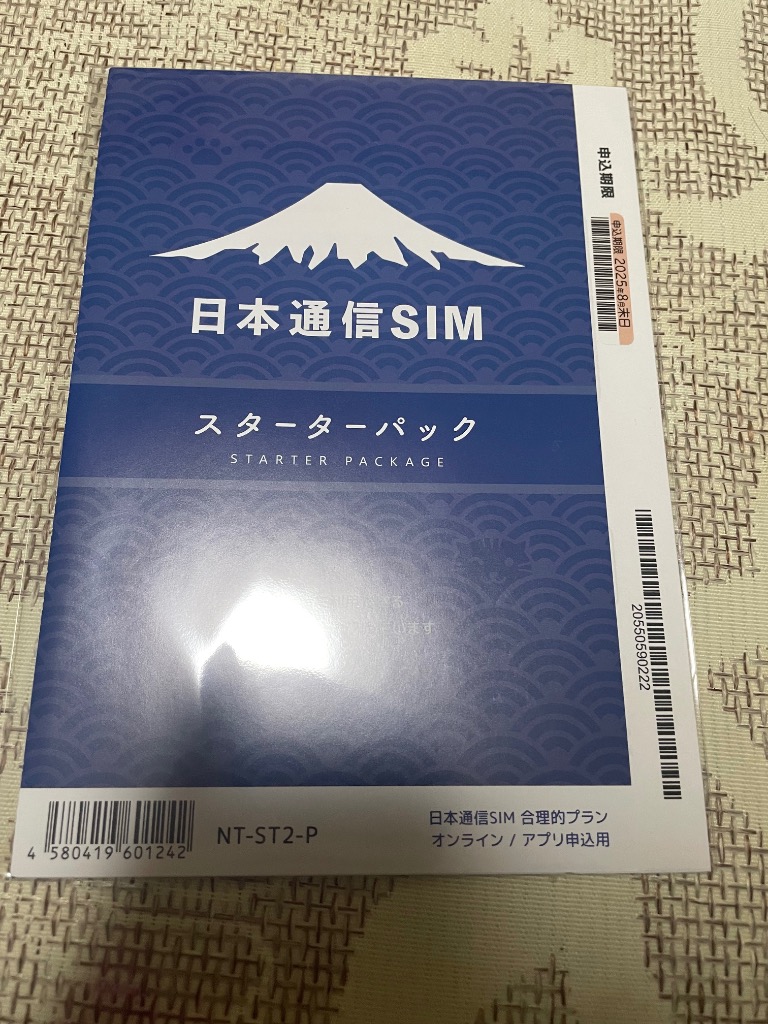 日本通信SIM
スターターパック
STARTER PACKAGE
ます
申込期限
申込期限 2025年8月末日
20550590222
4 580419 601242
NT-ST2-P
日本通信SIM 合理的プラン
オンライン / アプリ申込用